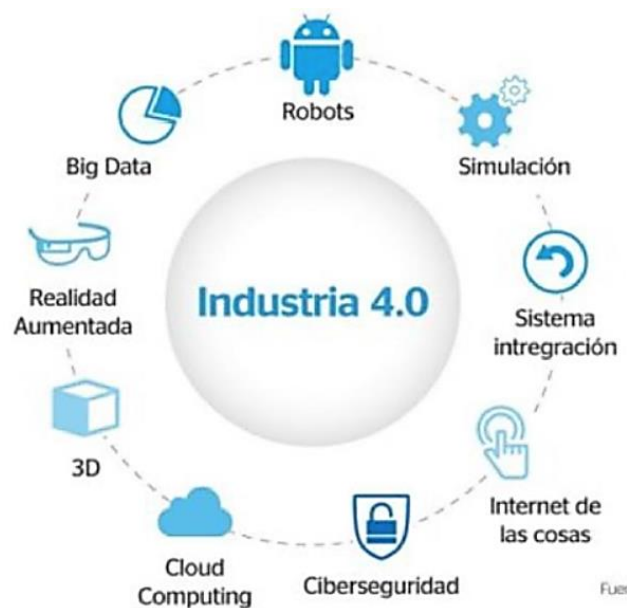 Robots
Simulación
Sistema
intregración
Internet de
las cosas
Ciberseguridad
Cloud
Computing
3D
Realidad
Aumentada
Big Data
Industria 4.0